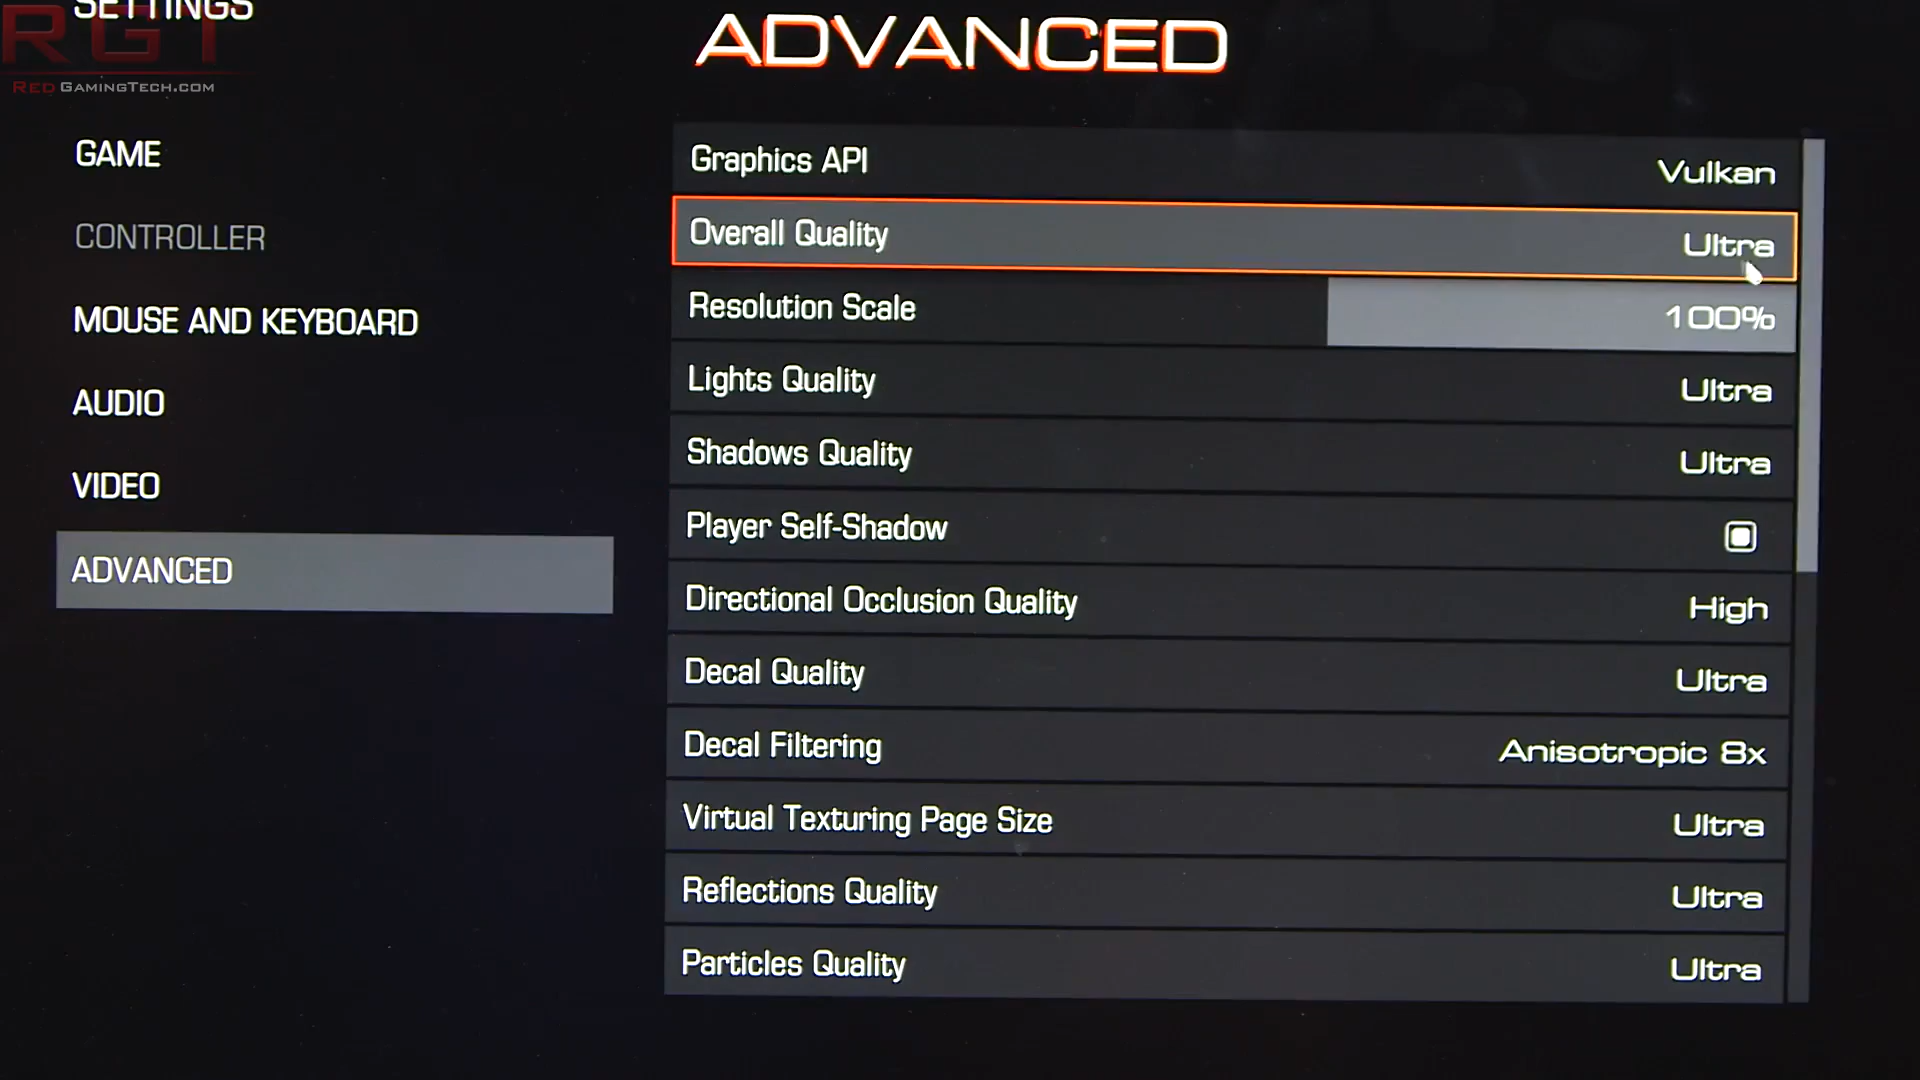 SETTINGS
RGT
REDGAMINGTECH.COM
ADVANCED
GAME
CONTROLLER
MOUSE AND KEYBOARD
AUDIO
VIDEO
ADVANCED
Graphics API Vulkan
Overall Quality Ultra
Resolution Scale 100%
Lights Quality Ultra
Shadows Quality Ultra
Player Self-Shadow
Directional Occlusion Quality High
Decal Quality Ultra
Decal Filtering Anisotropic 8x
Virtual Texturing Page Size Ultra
Reflections Quality Ultra
Particles Quality Ultra